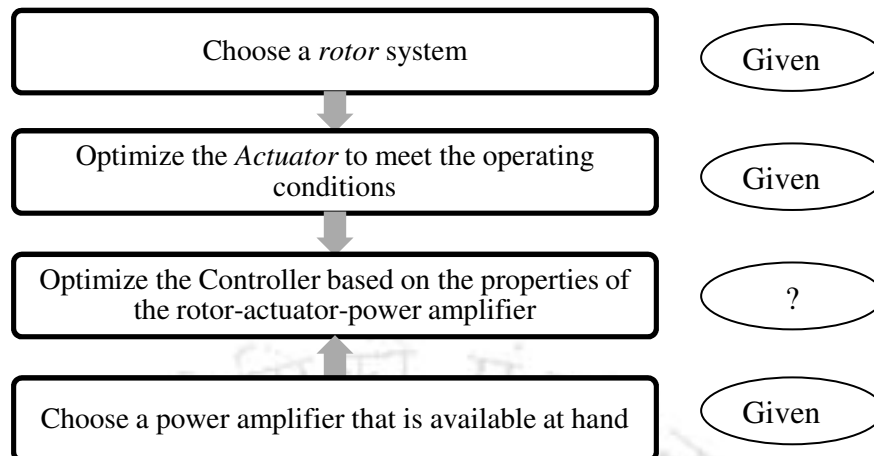 Choose a rotor system
Given
Optimize the Actuator to meet the operating
conditions
Given
Optimize the Controller based on the properties of
the rotor-actuator-power amplifier
?
Choose a power amplifier that is available at hand
Given